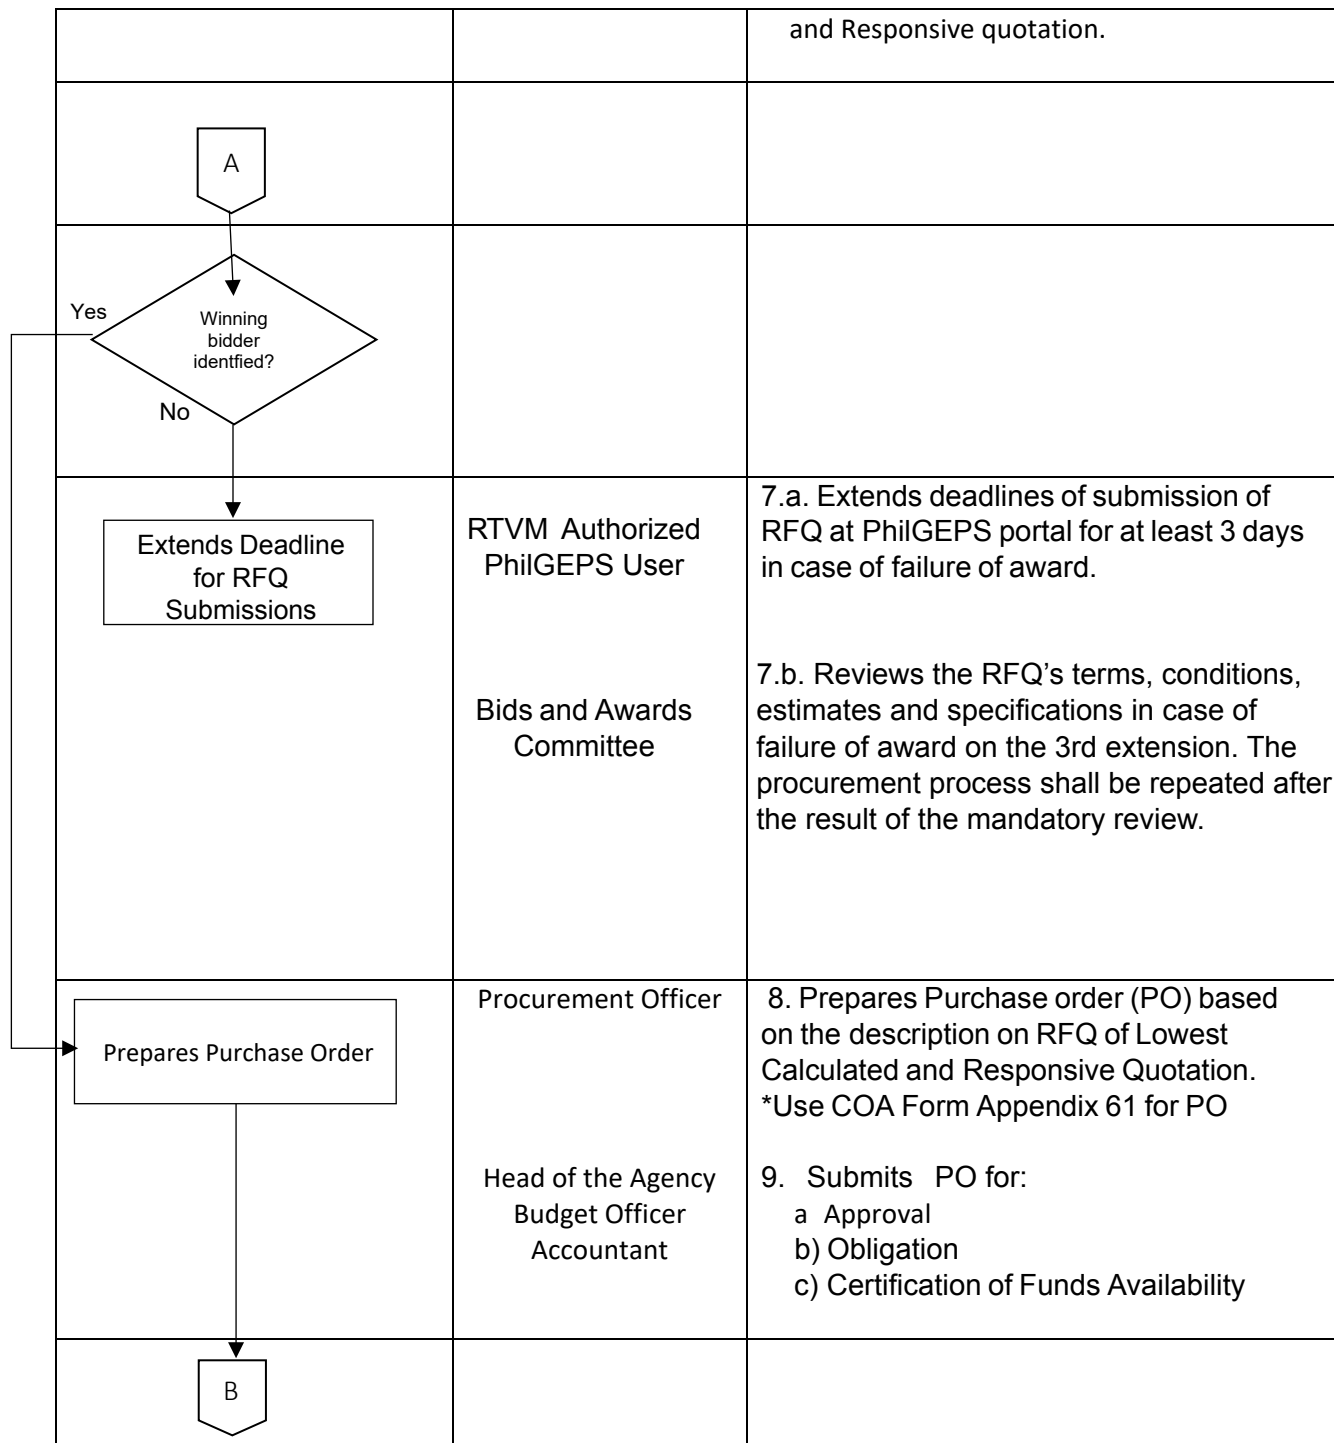 and Responsive quotation.
A
Yes
Winning
bidder
identfied?
No
Extends Deadline
for RFQ
Submissions
RTVM Authorized
PhilGEPS User
7.a. Extends deadlines of submission of
RFQ at PhilGEPS portal for at least 3 days
in case of failure of award.
Bids and Awards
Committee
7.b. Reviews the RFQ’s terms, conditions,
estimates and specifications in case of
failure of award on the 3rd extension. The
procurement process shall be repeated after
the result of the mandatory review.
Prepares Purchase Order
Procurement Officer
8. Prepares Purchase order (PO) based
on the description on RFQ of Lowest
Calculated and Responsive Quotation.
*Use COA Form Appendix 61 for PO
Head of the Agency
Budget Officer
Accountant
9. Submits PO for:
a Approval
b) Obligation
c) Certification of Funds Availability
B